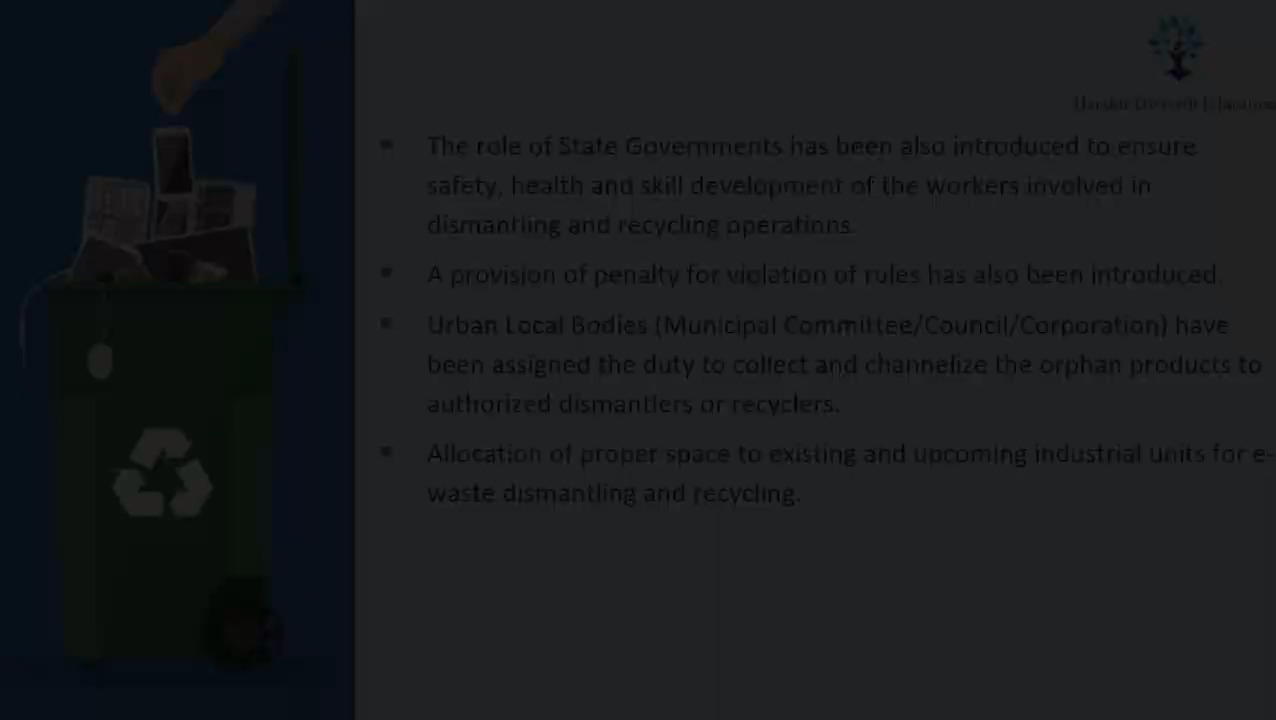 The role of State Governments has been also introduced to ensure
safety, health and skill development of the workers involved in
dismantling and recycling operations.
A provision of penalty for violation of rules has also been introduced.
Urban Local Bodies (Municipal Committee/Council/Corporation) have
been assigned the duty to collect and channelize the orphan products to
authorized dismantlers or recyclers.
Allocation of proper space to existing and upcoming industrial units for e-
waste dismantling and recycling.